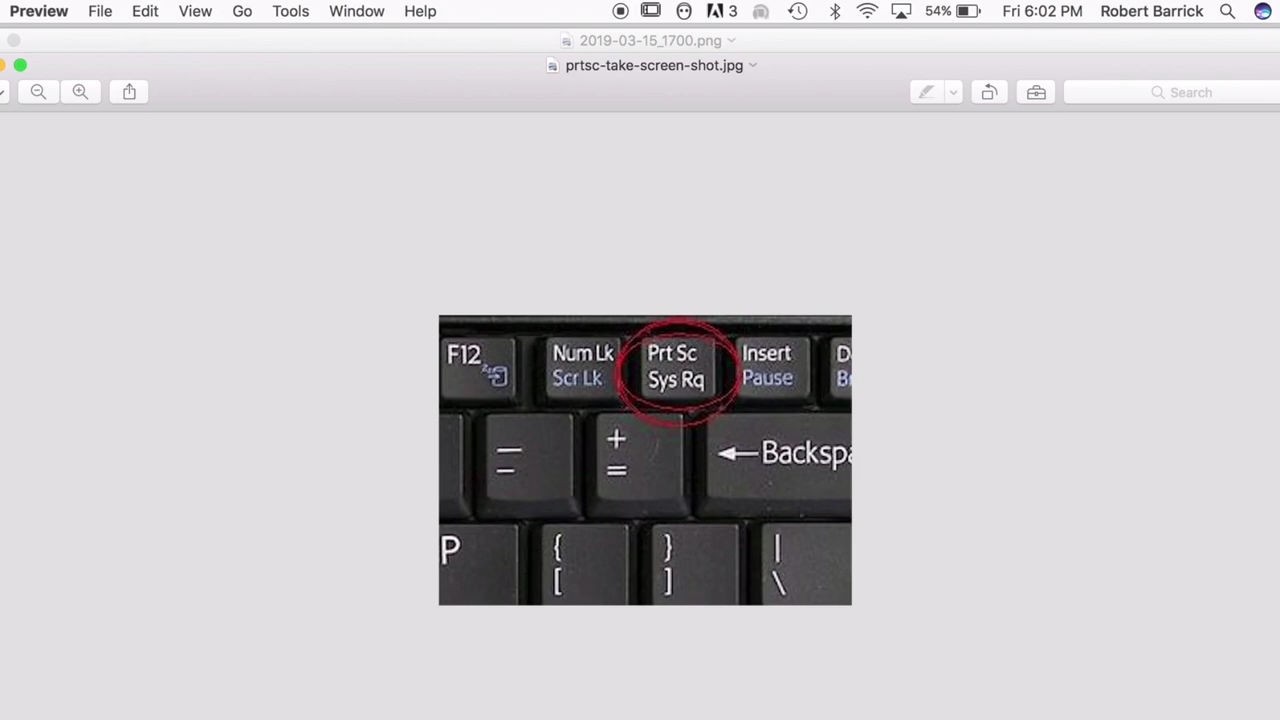 Preview File Edit View Go Tools Window Help 3 54% Fri 6:02 PM Robert Barrick
2019-03-15_1700.png
prtsc-take-screen-shot.jpg
Search
F12 Num Lk Prt Sc Insert D
Scr Lk Sys Rq Pause B
— +
– =
←Backspa
P { } |
[ ] \